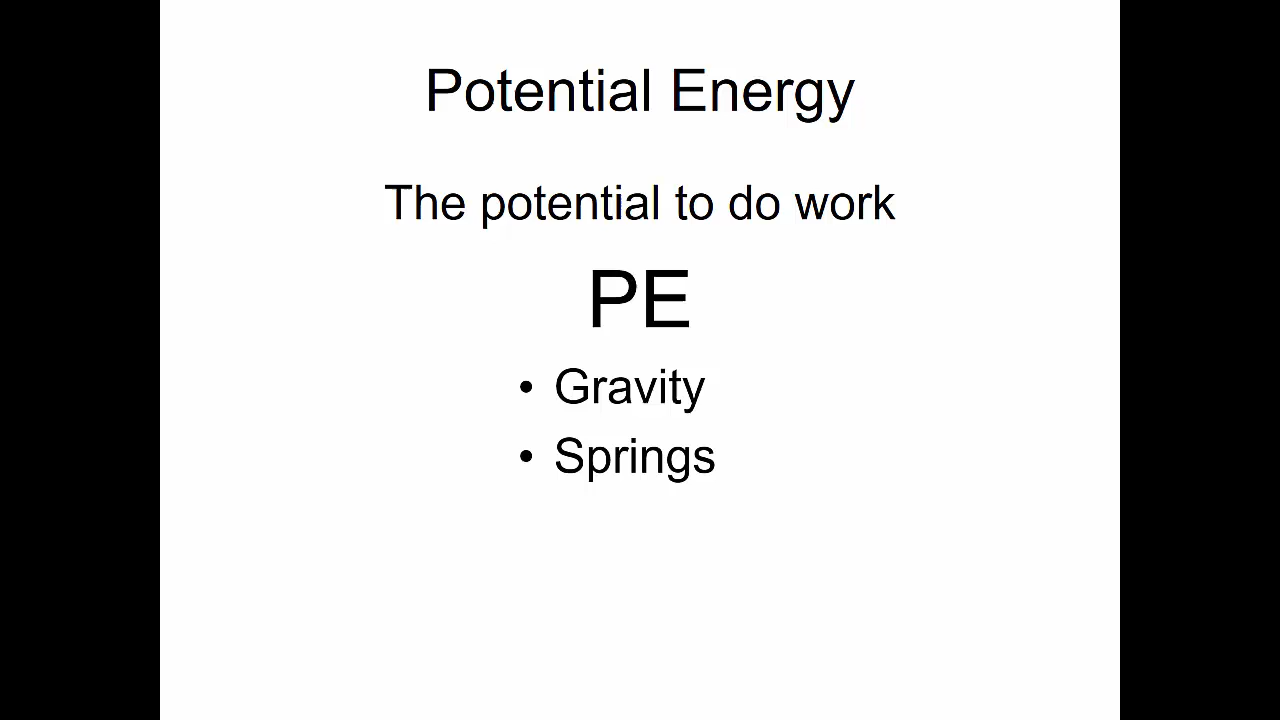 Potential Energy
The potential to do work
PE
• Gravity
• Springs